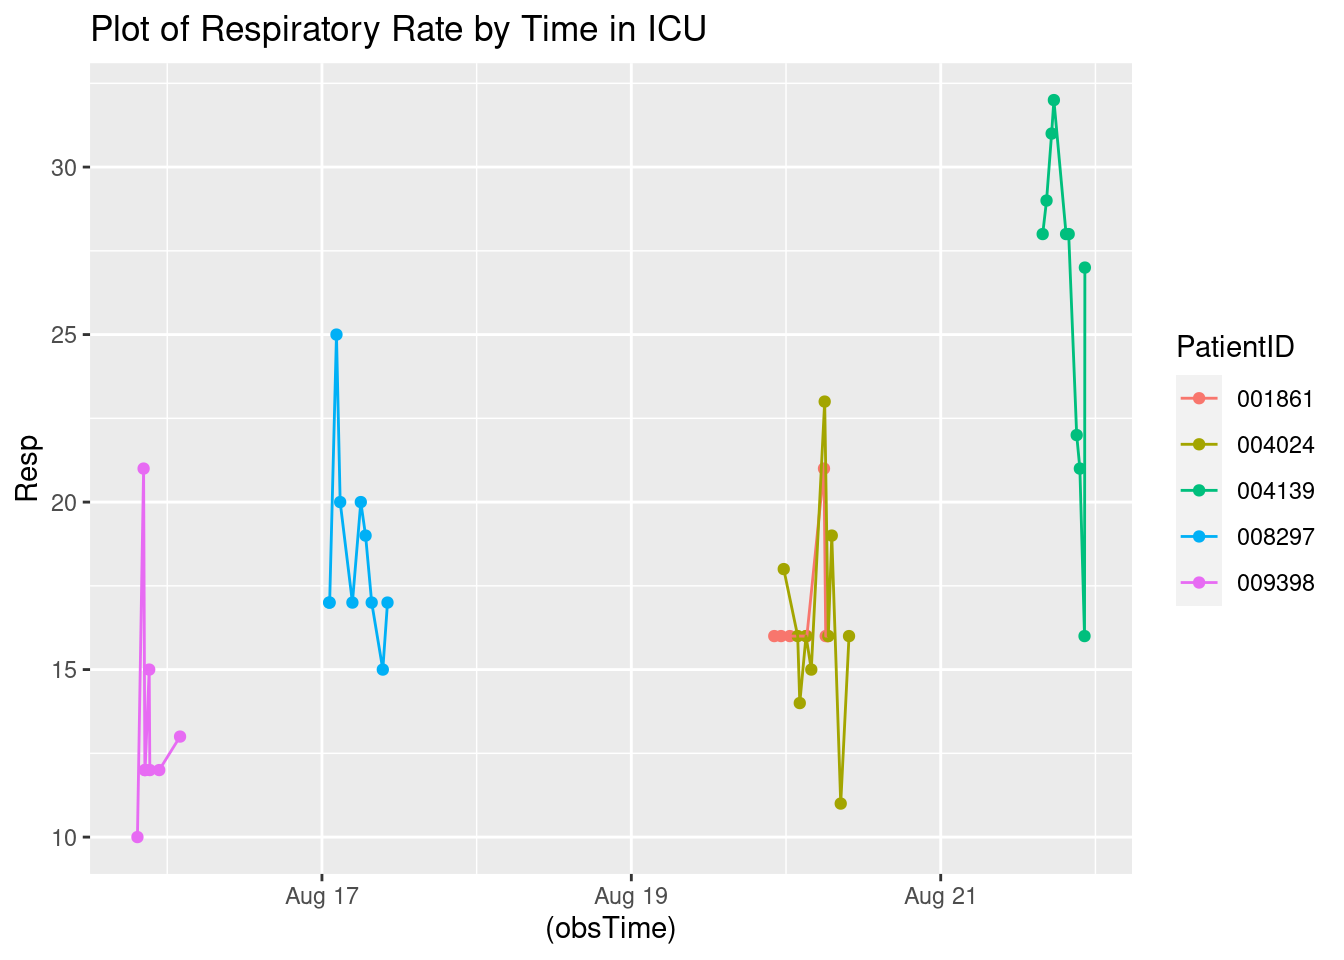 Plot of Respiratory Rate by Time in ICU
30
25
20
15
10
Resp
Aug 17
Aug 19
Aug 21
(obsTime)
PatientID
001861
004024
004139
008297
009398